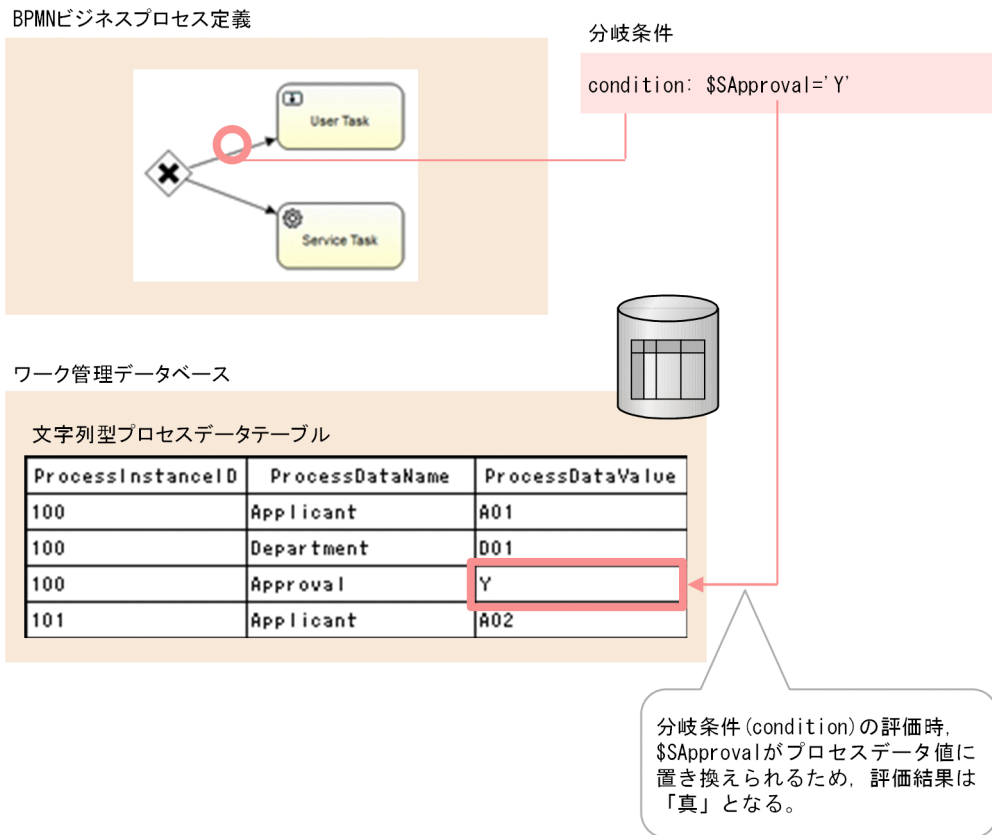 BPMNビジネスプロセス定義
分岐条件
condition: $SApproval='Y'
User Task
Service Task
ワーク管理データベース
文字列型プロセスデータテーブル
ProcessInstanceID ProcessDataName ProcessDataValue
100 Applicant A01
100 Department D01
100 Approval Y
101 Applicant A02
分岐条件(condition)の評価時,
$SApprovalがプロセスデータ値に
置き換えられるため, 評価結果は
「真」となる。